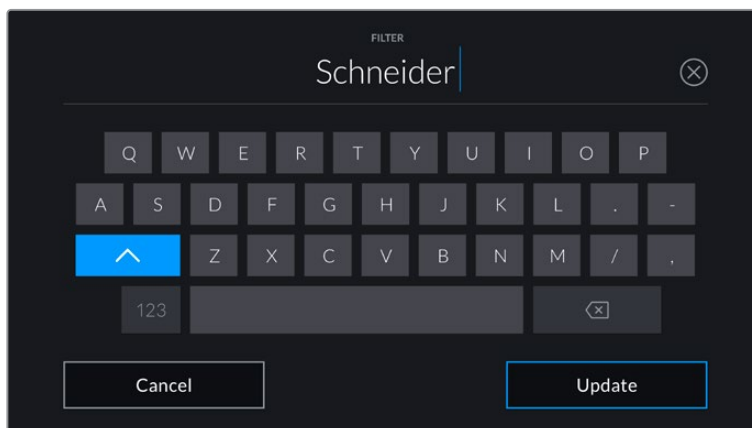 FILTER
Schneider
Q W E R T Y U I O P
A S D F G H J K L . -
Z X C V B N M / ,
123
Cancel Update